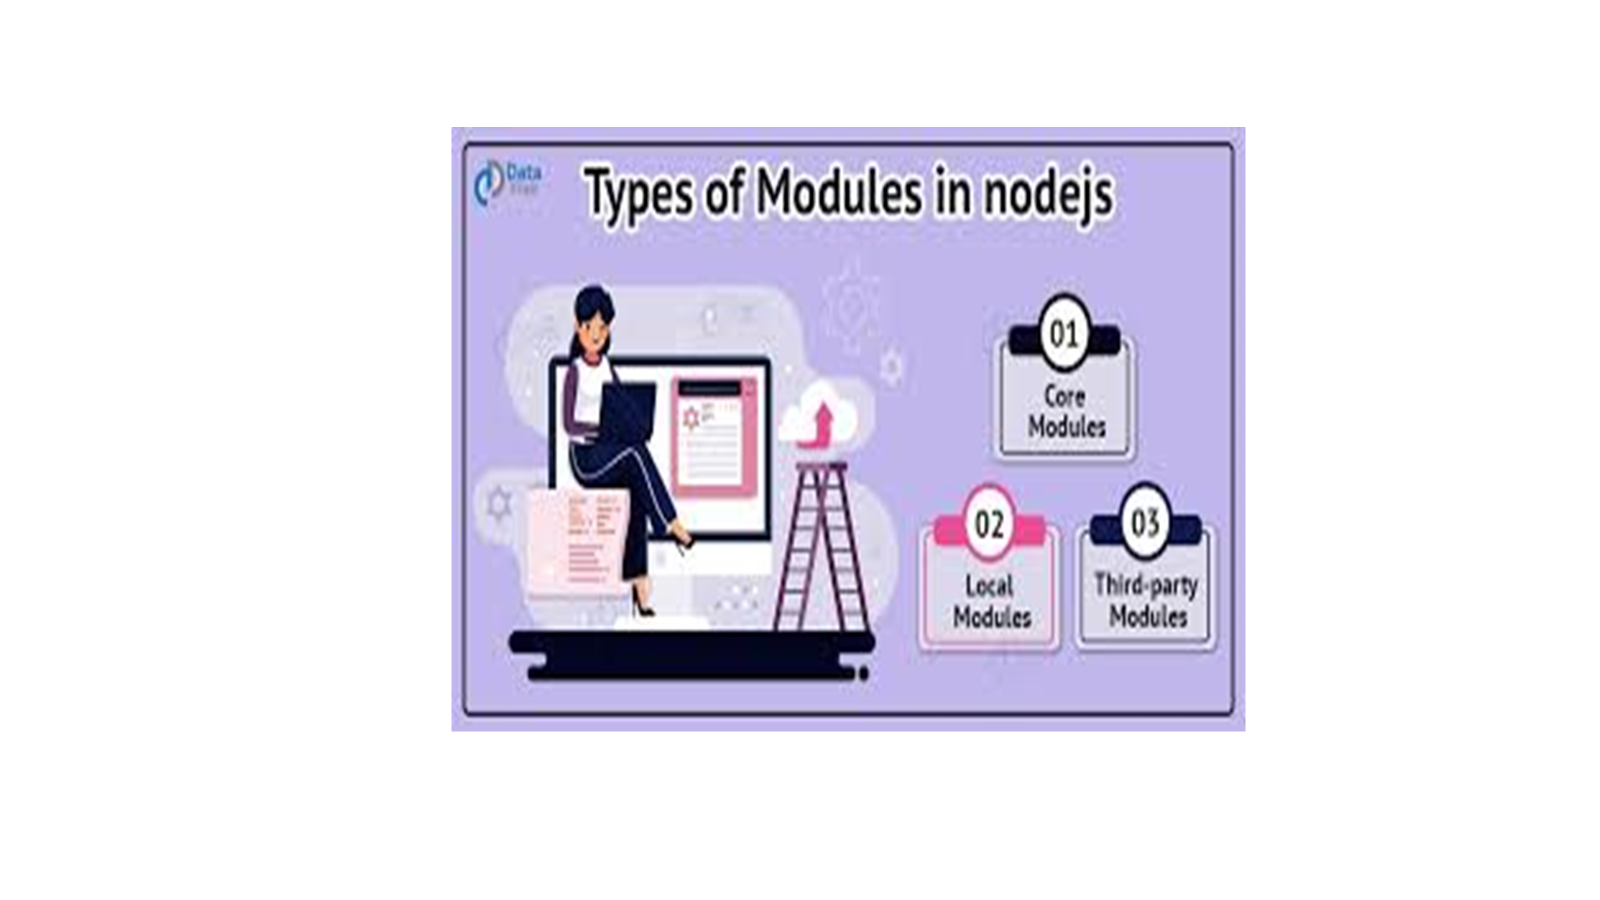 Data
Types of Modules in nodejs
01
Core
Modules
02
Local
Modules
03
Third-party
Modules